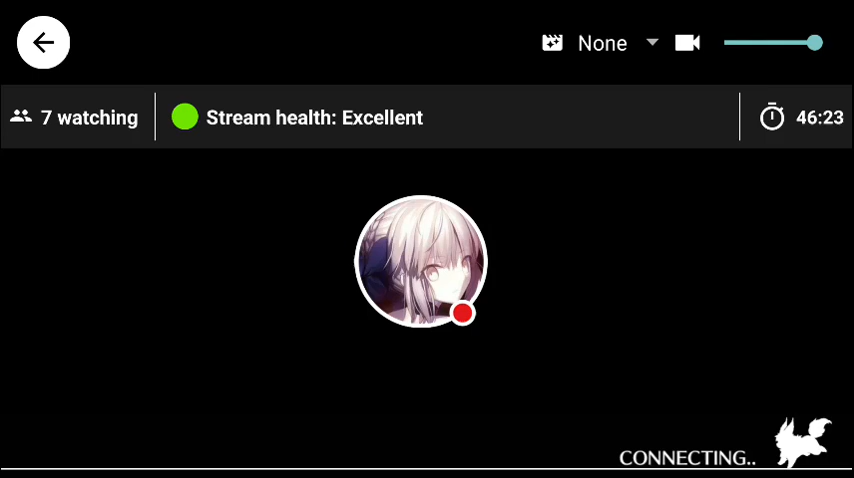 None
7 watching
Stream health: Excellent
46:23
CONNECTING..